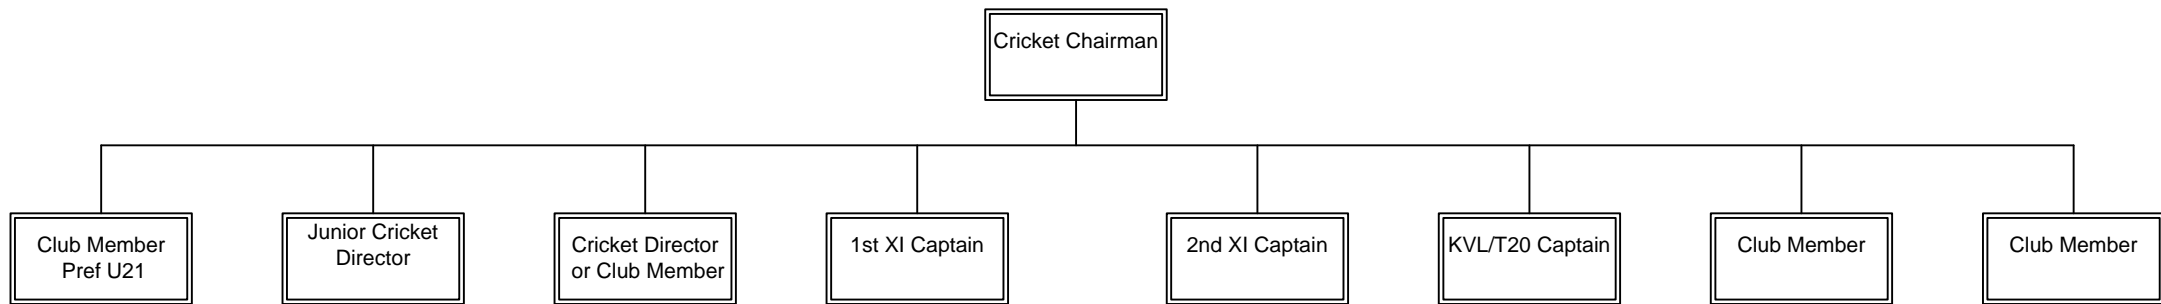 Cricket Chairman
Club Member
Pref U21
Junior Cricket
Director
Cricket Director
or Club Member
1st XI Captain
2nd XI Captain
KVL/T20 Captain
Club Member
Club Member